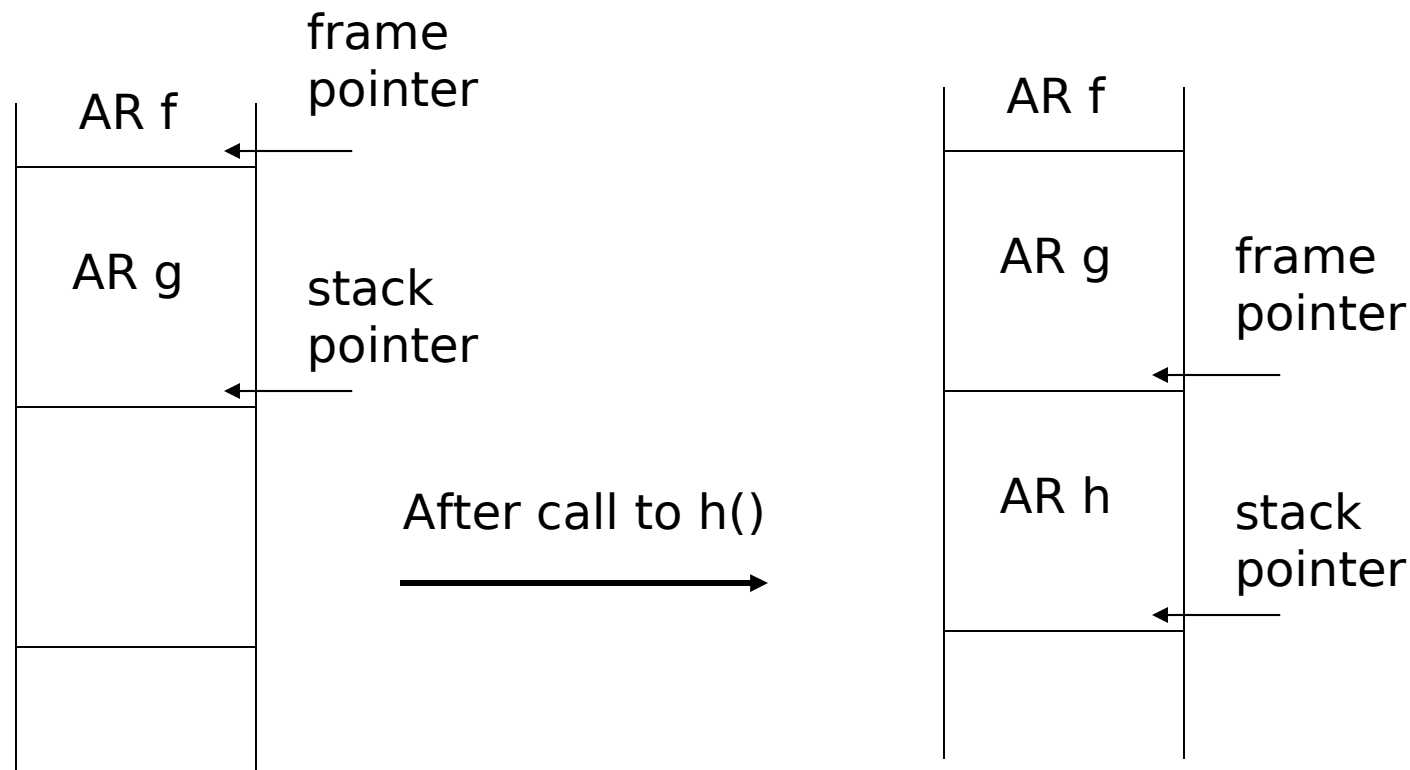 frame
pointer
AR f
AR g
stack
pointer
After call to h()
AR f
AR g
frame
pointer
AR h
stack
pointer